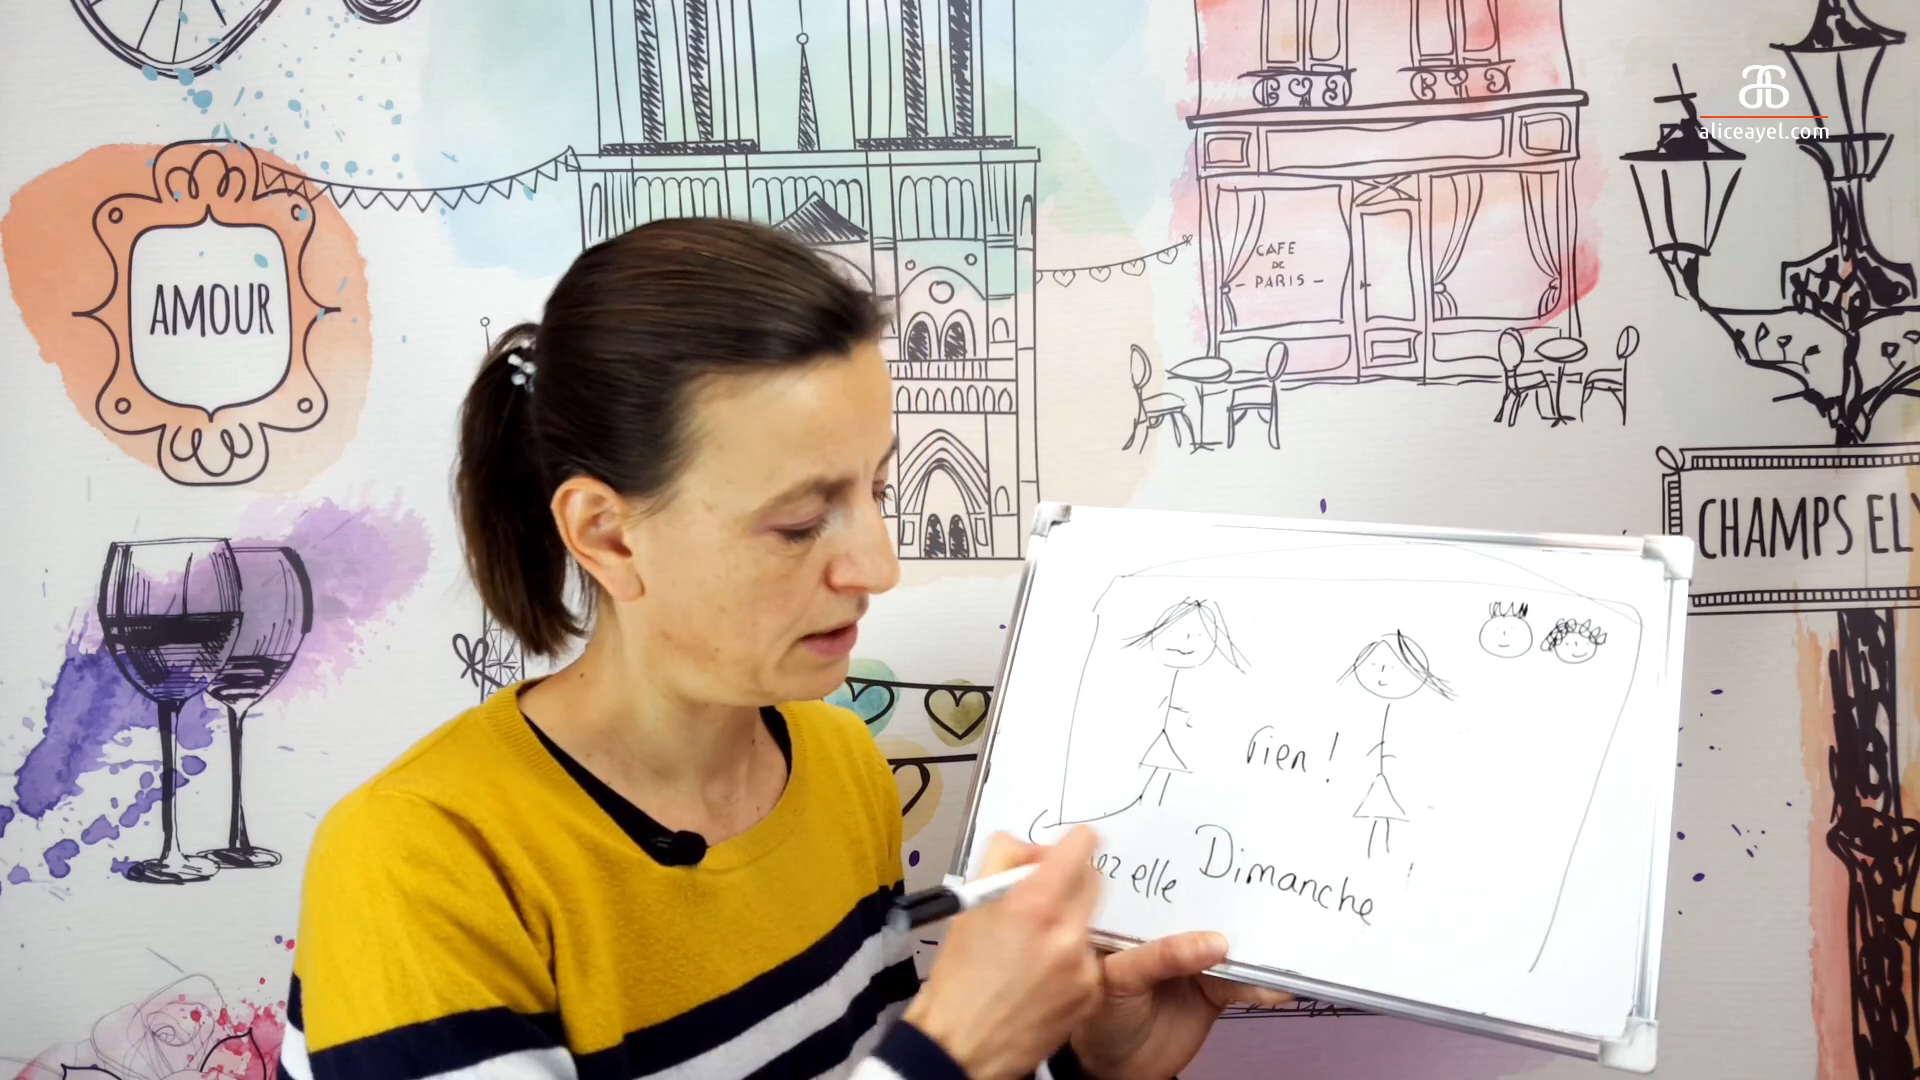 aliceayel.com
AMOUR
CAFE
DE
- PARIS -
CHAMPS EL
rien !
elle Dimanche